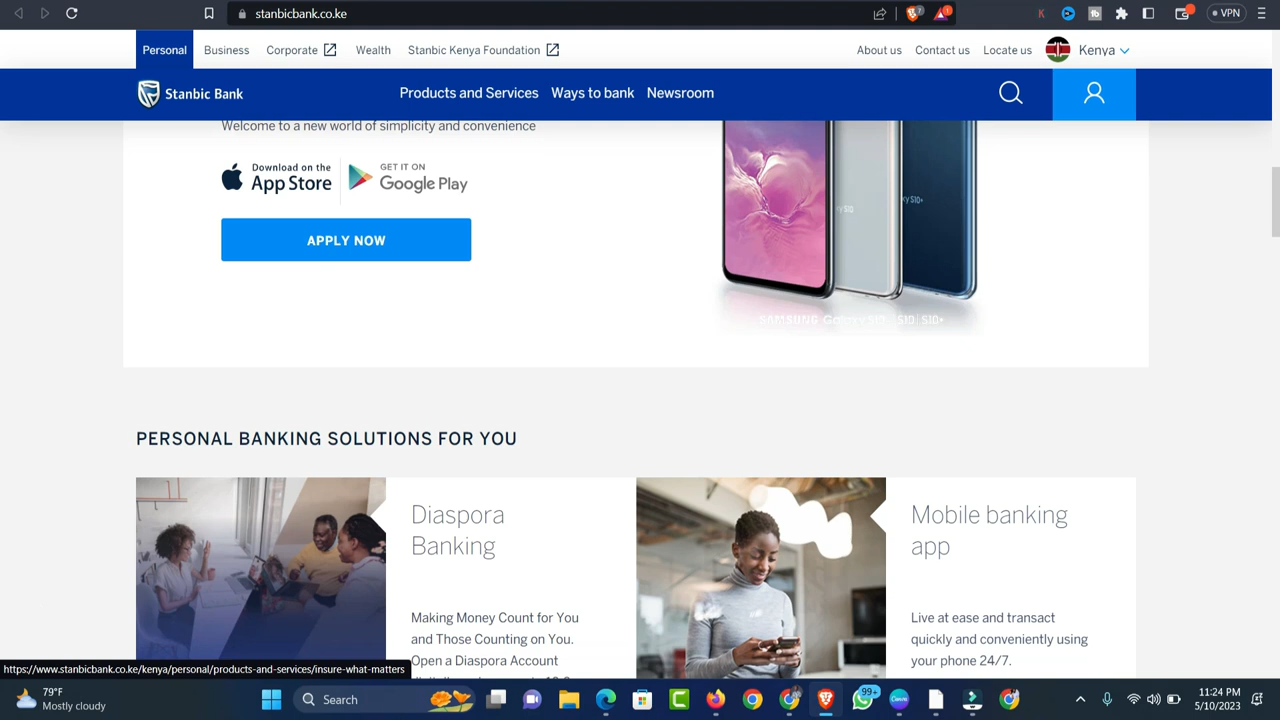 stanbicbank.co.ke
7
1
K
VPN
Personal
Business
Corporate
Wealth
Stanbic Kenya Foundation
About us
Contact us
Locate us
Kenya
Stanbic Bank
Products and Services
Ways to bank
Newsroom
Welcome to a new world of simplicity and convenience
Download on the
App Store
GET IT ON
Google Play
APPLY NOW
PERSONAL BANKING SOLUTIONS FOR YOU
Diaspora
Banking
Making Money Count for You
and Those Counting on You.
Open a Diaspora Account
Mobile banking
app
Live at ease and transact
quickly and conveniently using
your phone 24/7.
https://www.stanbicbank.co.ke/kenya/personal/products-and-services/insure-what-matters
79°F
Mostly cloudy
Search
99+
11:24 PM
5/10/2023